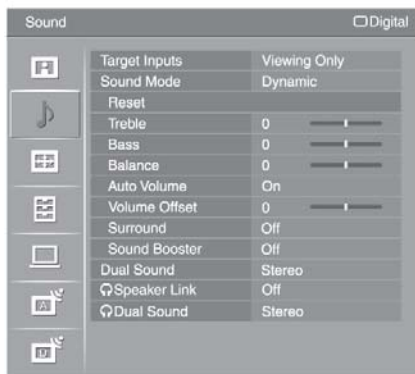 Sound Digital
Target Inputs Viewing Only
Sound Mode Dynamic
Reset
Treble 0
Bass 0
Balance 0
Auto Volume On
Volume Offset 0
Surround Off
Sound Booster Off
Dual Sound Stereo
Speaker Link Off
Dual Sound Stereo
A
D